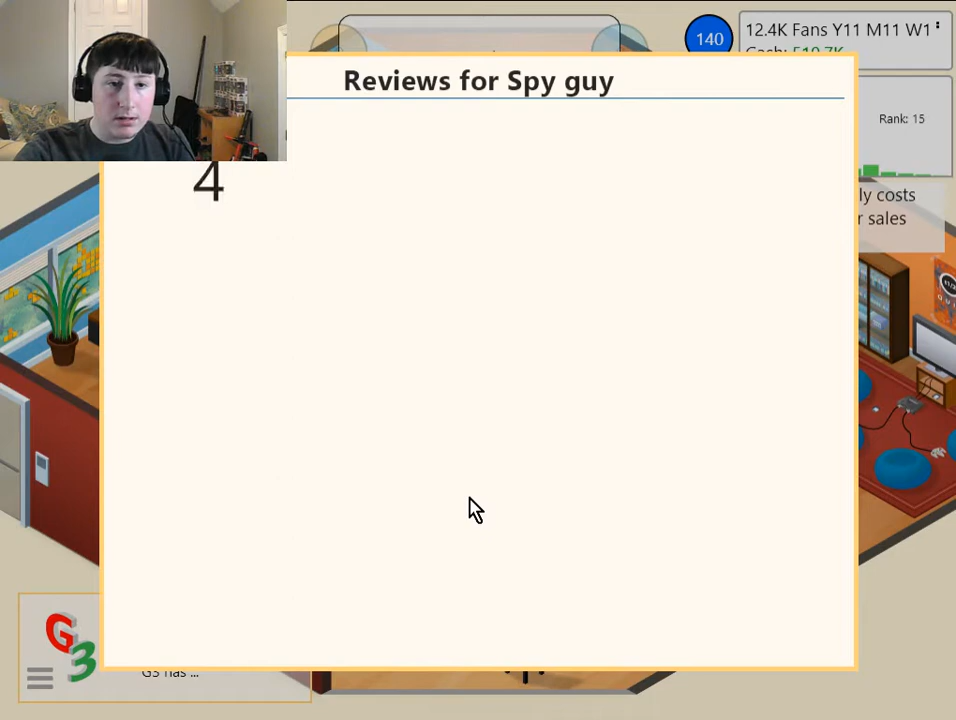 140
12.4K Fans Y11 M11 W1
Reviews for Spy guy
Rank: 15
4
ly costs
r sales
G3
G3 has ...